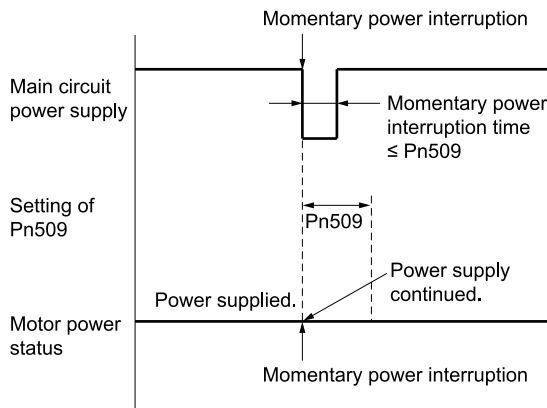 Momentary power interruption
Main circuit
power supply
Momentary power
interruption time
≤ Pn509
Setting of
Pn509
Pn509
Power supply
continued.
Power supplied.
Motor power
status
Momentary power interruption